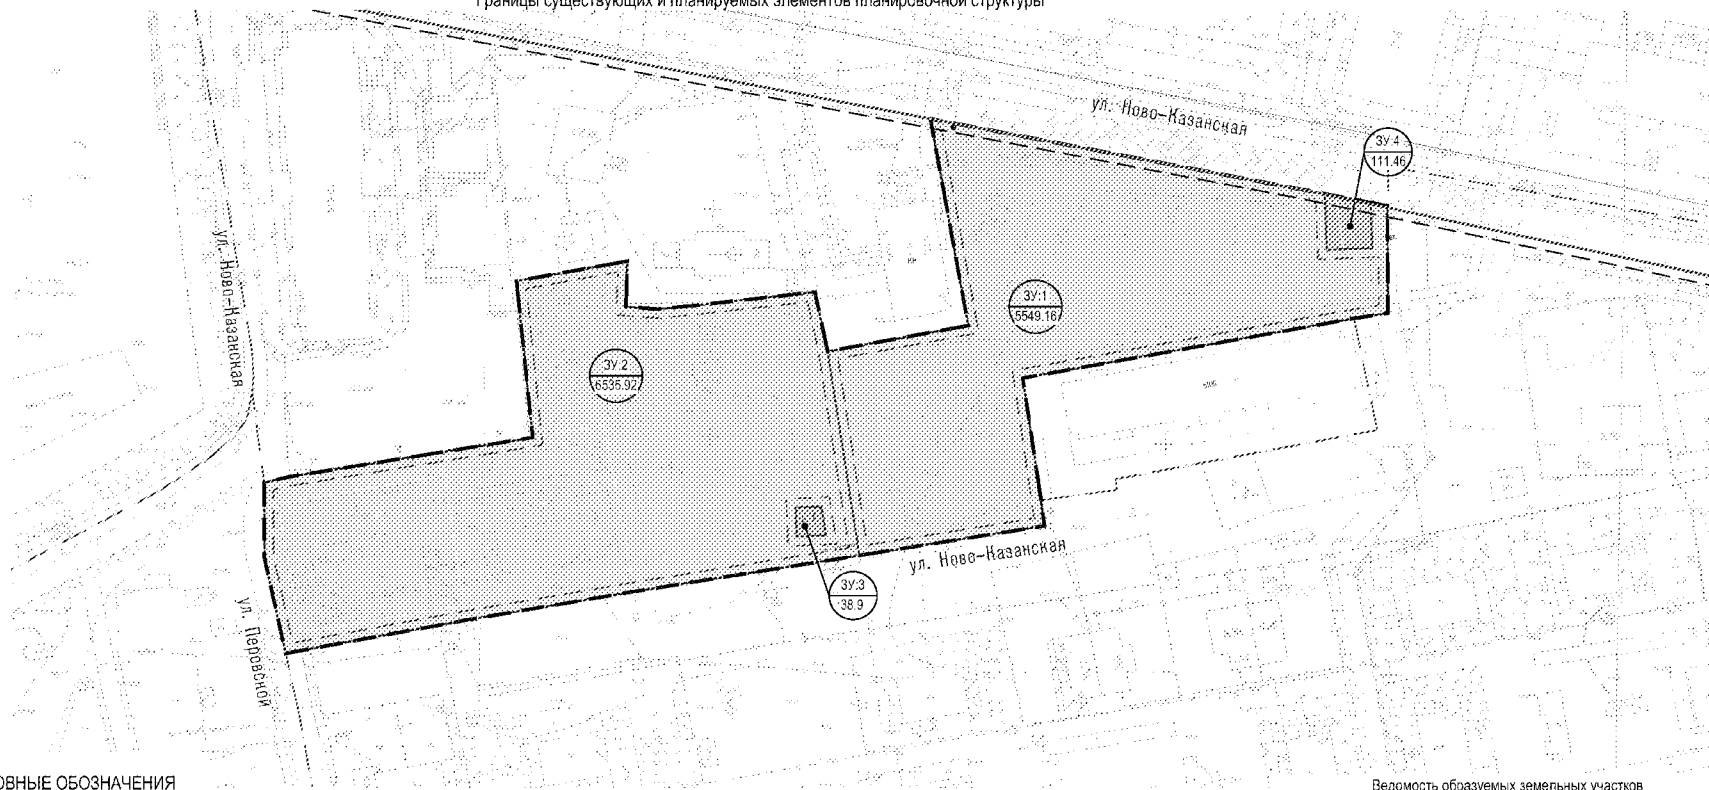 Границы существующих и планируемых элементов планировочной структуры
ул. Ново-Казанская
ЗУ:4
111.46
ул. Ново-Казанская
ЗУ:1
5549.16
ЗУ:2
6535.92
ул. Ново-Казанская
ЗУ:3
38.9
ул. Перовской
ОВНЫЕ ОБОЗНАЧЕНИЯ
Ведомость образуемых земельных участков